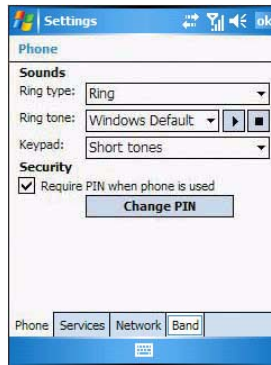 Settings ok
Phone
Sounds
Ring type: Ring
Ring tone: Windows Default
Keypad: Short tones
Security
Require PIN when phone is used
Change PIN
Phone Services Network Band